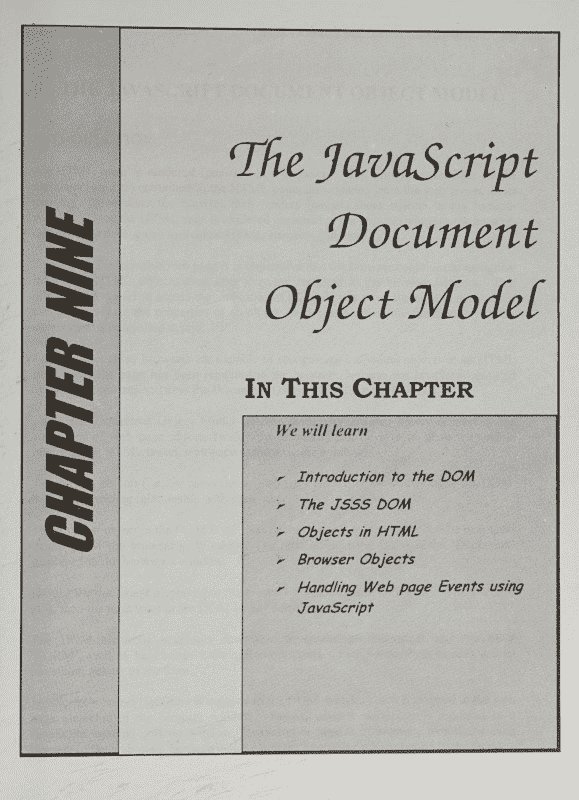 CHAPTER NINE
The JavaScript
Document
Object Model
IN THIS CHAPTER
We will learn
➢ Introduction to the DOM
➢ The JSSS DOM
➢ Objects in HTML
➢ Browser Objects
➢ Handling Web page Events using
JavaScript